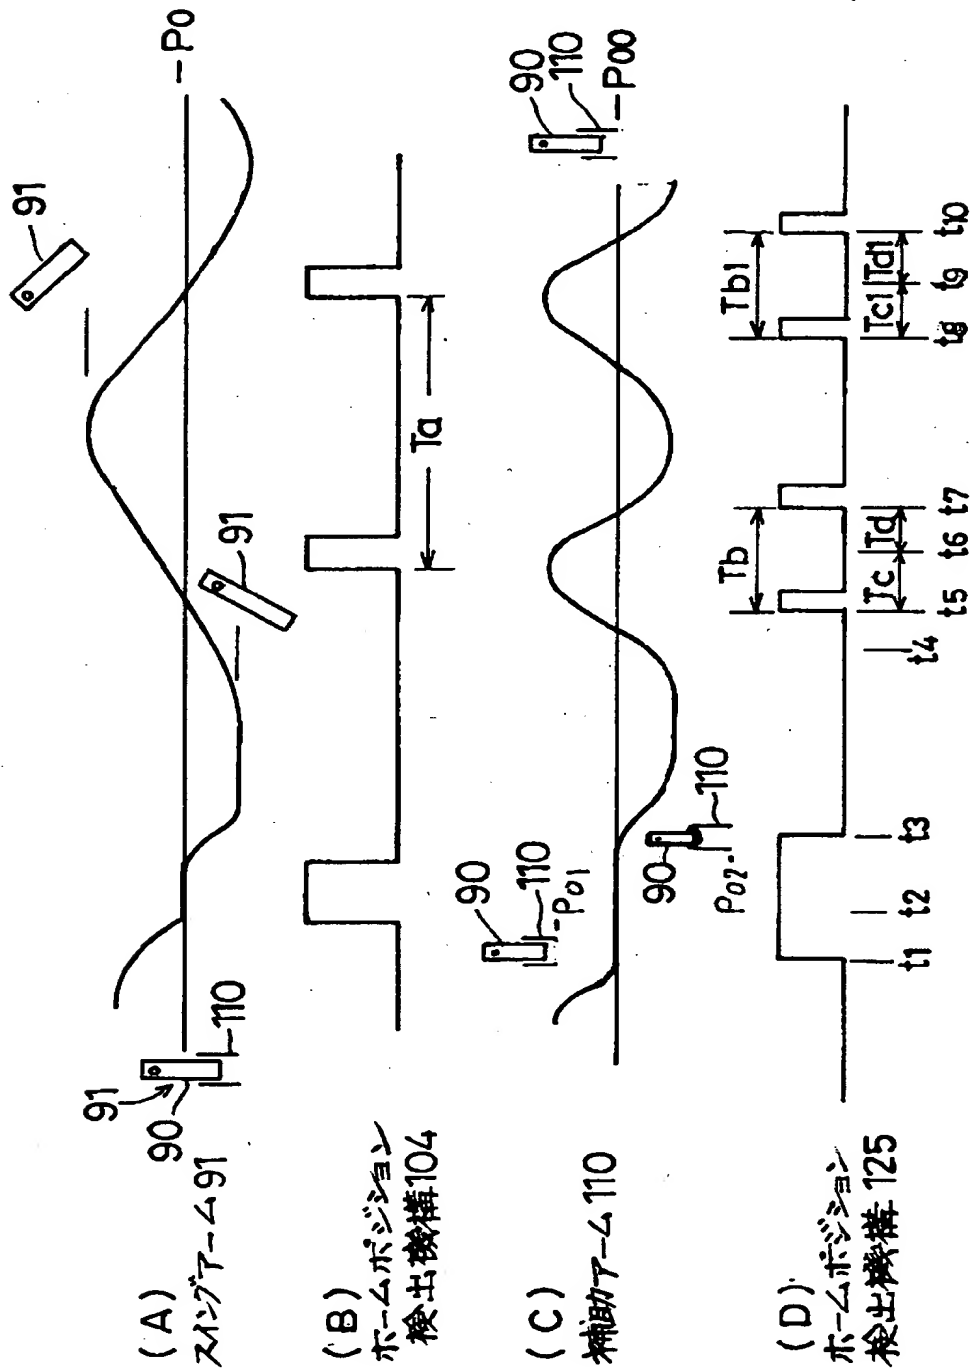 (A)
スイングアーム91
91
90
110
91
91
-Po
(B)
ホームポジション
検出機構104
Ta
(C)
補助アーム110
90
110
-Po1
90
110
Po2-
90
110
-Poo
(D)
ホームポジション
検出機構125
Tb
Tc
Td
Tb1
Tc1
Td1
t1
t2
t3
t4
t5
t6
t7
t8
t9
t10